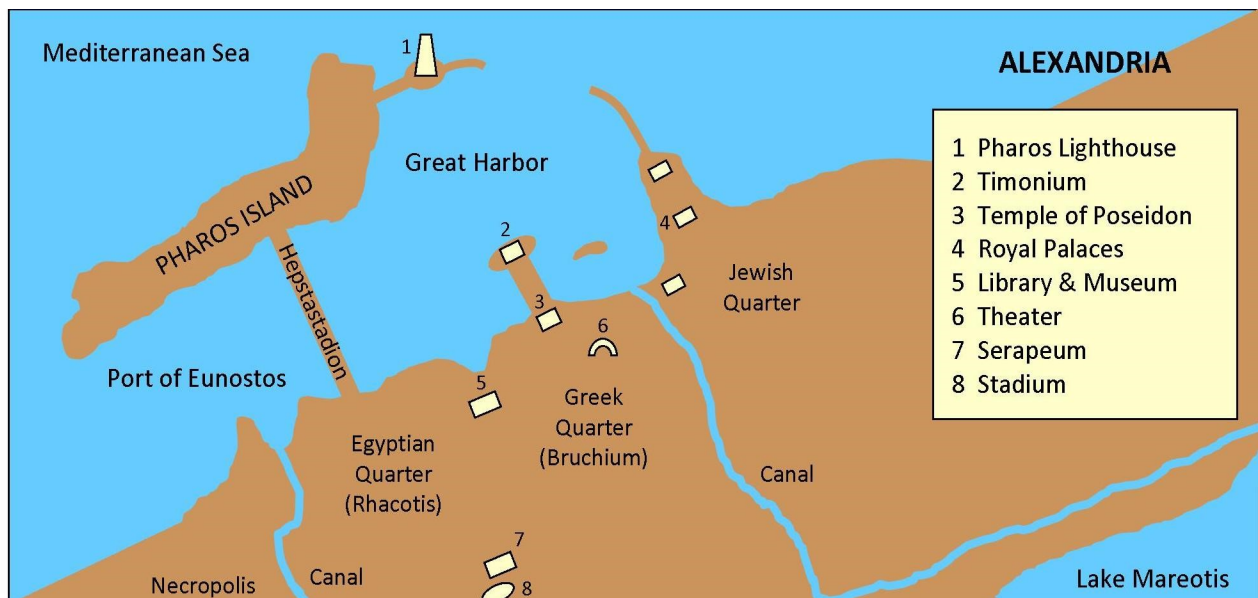 Mediterranean Sea
1
ALEXANDRIA
1 Pharos Lighthouse
2 Timonium
3 Temple of Poseidon
4 Royal Palaces
5 Library & Museum
6 Theater
7 Serapeum
8 Stadium
Great Harbor
PHAROS ISLAND
Hepstastadion
2
4
3
6
Jewish
Quarter
Port of Eunostos
5
Greek
Quarter
(Bruchium)
Egyptian
Quarter
(Rhacotis)
Canal
7
8
Necropolis
Canal
Lake Mareotis